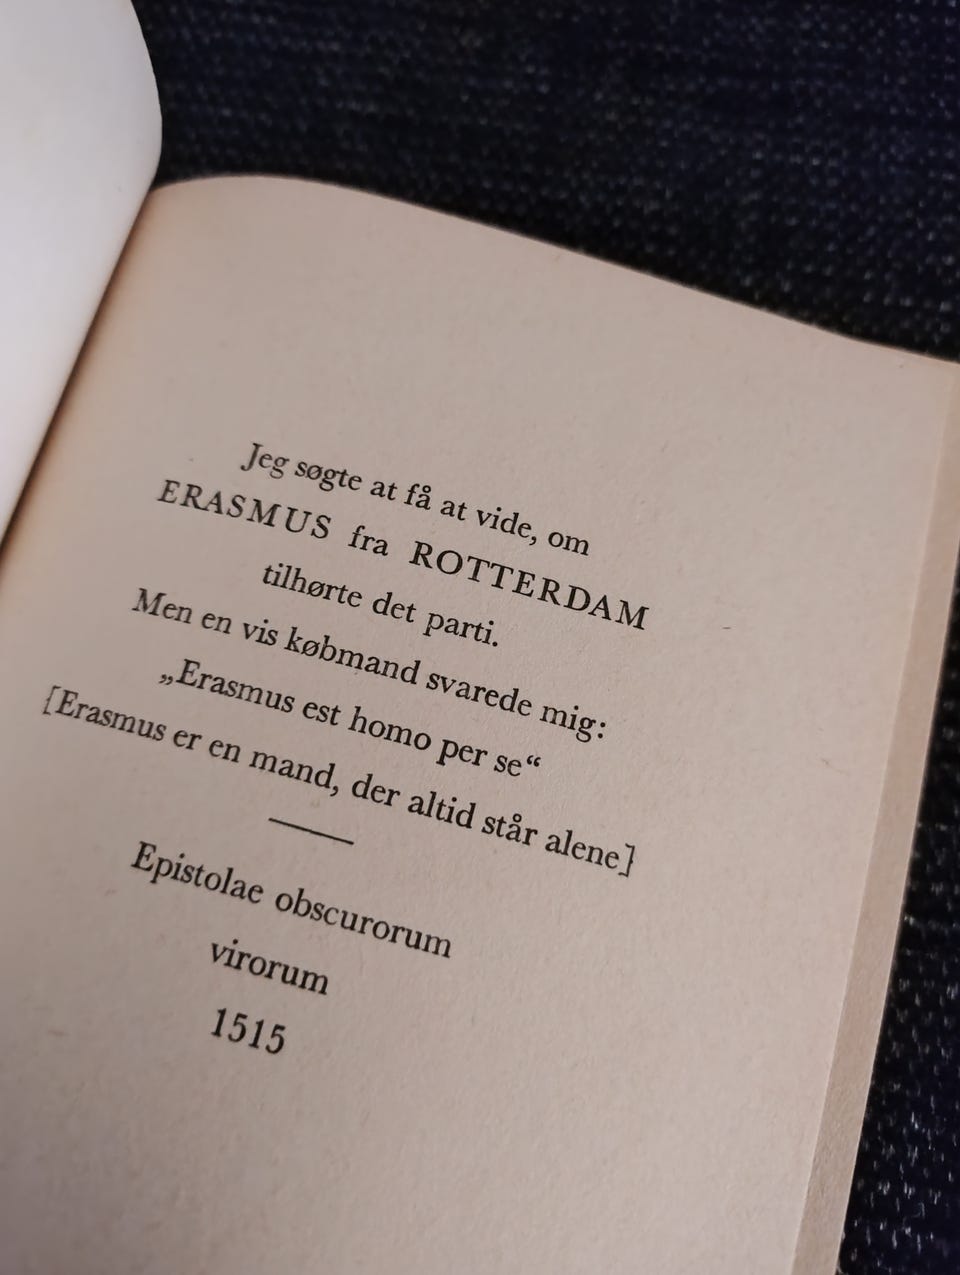 Jeg søgte at få at vide, om
ERASMUS fra ROTTERDAM
tilhørte det parti.
Men en vis købmand svarede mig:
„Erasmus est homo per se“
[Erasmus er en mand, der altid står alene]
Epistolae obscurorum
virorum
1515